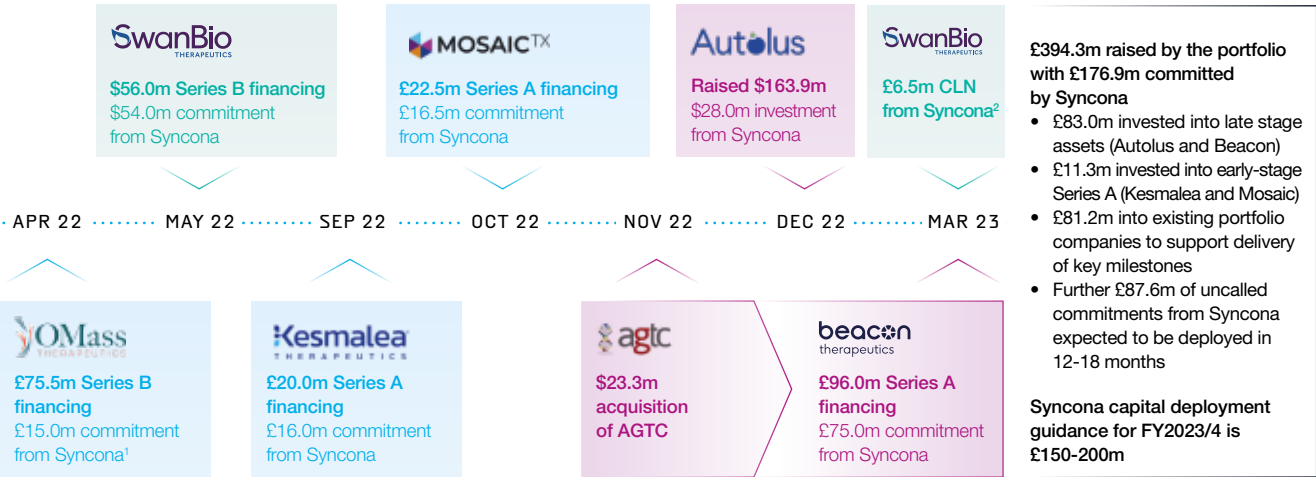 SwanBio
THERAPEUTICS
$56.0m Series B financing
$54.0m commitment
from Syncona
MOSAIC TX
£22.5m Series A financing
£16.5m commitment
from Syncona
Autolus
Raised $163.9m
$28.0m investment
from Syncona
SwanBio
THERAPEUTICS
£6.5m CLN
from Syncona2
APR 22
MAY 22
SEP 22
OCT 22
NOV 22
DEC 22
MAR 23
OMass
THERAPEUTICS
£75.5m Series B
financing
£15.0m commitment
from Syncona1
Kesmalea
THERAPEUTICS
£20.0m Series A
financing
£16.0m commitment
from Syncona
agtc
$23.3m
acquisition
of AGTC
beacon
therapeutics
£96.0m Series A
financing
£75.0m commitment
from Syncona
£394.3m raised by the portfolio
with £176.9m committed
by Syncona
• £83.0m invested into late stage
assets (Autolus and Beacon)
• £11.3m invested into early-stage
Series A (Kesmalea and Mosaic)
• £81.2m into existing portfolio
companies to support delivery
of key milestones
• Further £87.6m of uncalled
commitments from Syncona
expected to be deployed in
12-18 months
Syncona capital deployment
guidance for FY2023/4 is
£150-200m